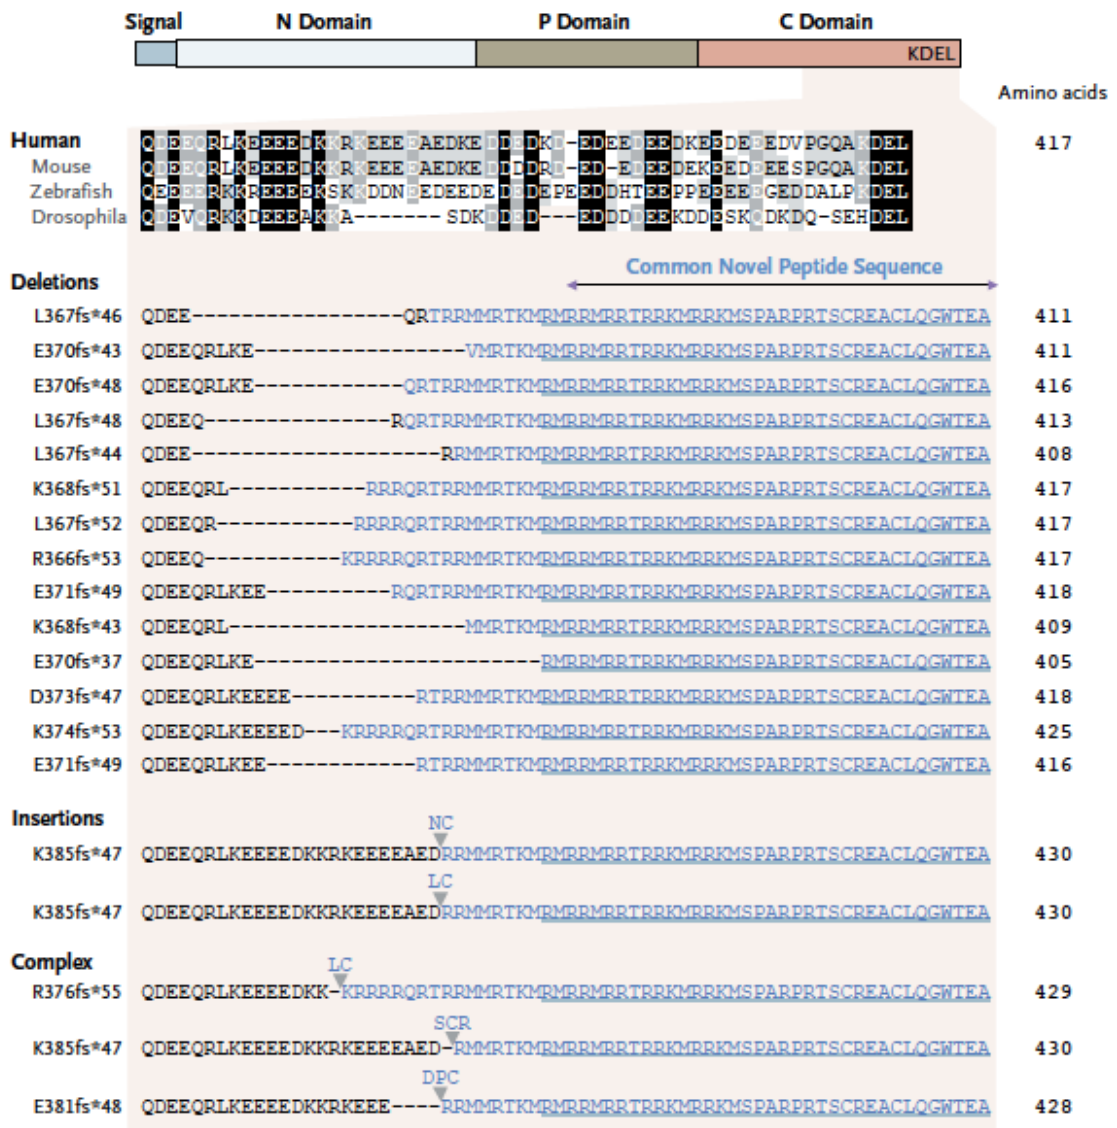 Signal N Domain P Domain C Domain
KDEL
Amino acids
Human QDEEQRLKEEEEDKKRKEEEEAEDKEDDEDKD-EDEEDEEDKEEDEEEDVPGQAKDEL 417
Mouse QDEEQRLKEEEEDKKRKEEEEAEDKEDDDDRD-ED-EDEEDEKEEDEEESPGQAKDEL
Zebrafish QEEEERKKREEEEKSKKDDNEEDEEDEDEDEPEEDDHTEEPPEEEEEGEDDALPKDEL
Drosophila QDEVQRKKDEEEAKKA-------SDKDDED---EDDDDEEKDDESKQDKDQ-SEHDEL
Common Novel Peptide Sequence
Deletions
L367fs*46 QDEE-----------------QRTRRMMRTKMRMRRMRRTRRKMRRKMSPARPRTSCREACLQGWTEA 411
E370fs*43 QDEEQRLKE-----------------VMRTKMRMRRMRRTRRKMRRKMSPARPRTSCREACLQGWTEA 411
E370fs*48 QDEEQRLKE------------QRTRRMMRTKMRMRRMRRTRRKMRRKMSPARPRTSCREACLQGWTEA 416
L367fs*48 QDEEQ---------------RQRTRRMMRTKMRMRRMRRTRRKMRRKMSPARPRTSCREACLQGWTEA 413
L367fs*44 QDEE--------------------RRMMRTKMRMRRMRRTRRKMRRKMSPARPRTSCREACLQGWTEA 408
K368fs*51 QDEEQRL-----------RRRQRTRRMMRTKMRMRRMRRTRRKMRRKMSPARPRTSCREACLQGWTEA 417
L367fs*52 QDEEQR-----------RRRRQRTRRMMRTKMRMRRMRRTRRKMRRKMSPARPRTSCREACLQGWTEA 417
R366fs*53 QDEEQ-----------KRRRRQRTRRMMRTKMRMRRMRRTRRKMRRKMSPARPRTSCREACLQGWTEA 417
E371fs*49 QDEEQRLKEE----------RQRTRRMMRTKMRMRRMRRTRRKMRRKMSPARPRTSCREACLQGWTEA 418
K368fs*43 QDEEQRL-------------------MMRTKMRMRRMRRTRRKMRRKMSPARPRTSCREACLQGWTEA 409
E370fs*37 QDEEQRLKE-----------------------RMRRMRRTRRKMRRKMSPARPRTSCREACLQGWTEA 405
D373fs*47 QDEEQRLKEEEE----------RTRRMMRTKMRMRRMRRTRRKMRRKMSPARPRTSCREACLQGWTEA 418
K374fs*53 QDEEQRLKEEEED---KRRRRQRTRRMMRTKMRMRRMRRTRRKMRRKMSPARPRTSCREACLQGWTEA 425
E371fs*49 QDEEQRLKEE------------RTRRMMRTKMRMRRMRRTRRKMRRKMSPARPRTSCREACLQGWTEA 416
Insertions
NC
K385fs*47 QDEEQRLKEEEEDKKRKEEEEAEDRRMMRTKMRMRRMRRTRRKMRRKMSPARPRTSCREACLQGWTEA 430
LC
K385fs*47 QDEEQRLKEEEEDKKRKEEEEAEDRRMMRTKMRMRRMRRTRRKMRRKMSPARPRTSCREACLQGWTEA 430
Complex
LC
R376fs*55 QDEEQRLKEEEEDKK-KRRRRQRTRRMMRTKMRMRRMRRTRRKMRRKMSPARPRTSCREACLQGWTEA 429
SCR
K385fs*47 QDEEQRLKEEEEDKKRKEEEEAED-RMMRTKMRMRRMRRTRRKMRRKMSPARPRTSCREACLQGWTEA 430
DPC
E381fs*48 QDEEQRLKEEEEDKKRKEEE----RRMMRTKMRMRRMRRTRRKMRRKMSPARPRTSCREACLQGWTEA 428